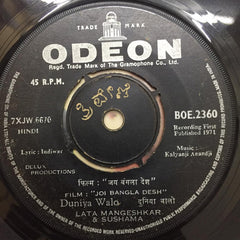 TRADE MARK
ODEON
Regd. Trade Mark of The Gramophone Co., Ltd.
45 R.P.M.
7XJW.6670
HINDI
BOE.2360
Recording First
Published 1971
Lyric: Indiwar
Music:
Kalyanji Anandji
DELUX
PRODUCTIONS
फिल्म: "जय बंगला देश"
FILM: "JOI BANGLA DESH"
Duniya Walo दुनिया वालो
LATA MANGESHKAR
& SUSHAMA